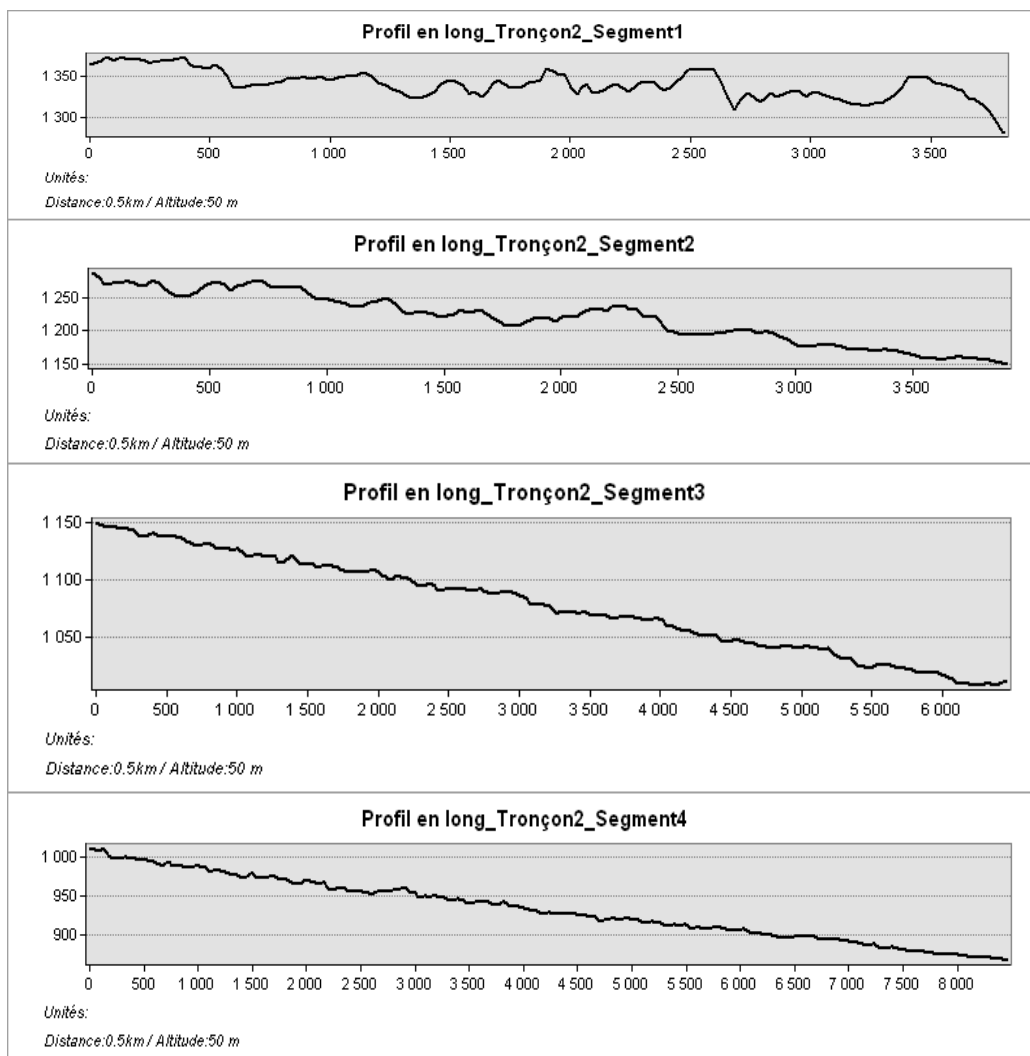 Profil en long_Tronçon2_Segment1
1 350
1 300
0 500 1 000 1 500 2 000 2 500 3 000 3 500
Unités:
Distance:0.5km / Altitude:50 m
Profil en long_Tronçon2_Segment2
1 250
1 200
1 150
0 500 1 000 1 500 2 000 2 500 3 000 3 500
Unités:
Distance:0.5km / Altitude:50 m
Profil en long_Tronçon2_Segment3
1 150
1 100
1 050
0 500 1 000 1 500 2 000 2 500 3 000 3 500 4 000 4 500 5 000 5 500 6 000
Unités:
Distance:0.5km / Altitude:50 m
Profil en long_Tronçon2_Segment4
1 000
950
900
0 500 1 000 1 500 2 000 2 500 3 000 3 500 4 000 4 500 5 000 5 500 6 000 6 500 7 000 7 500 8 000
Unités:
Distance:0.5km / Altitude:50 m